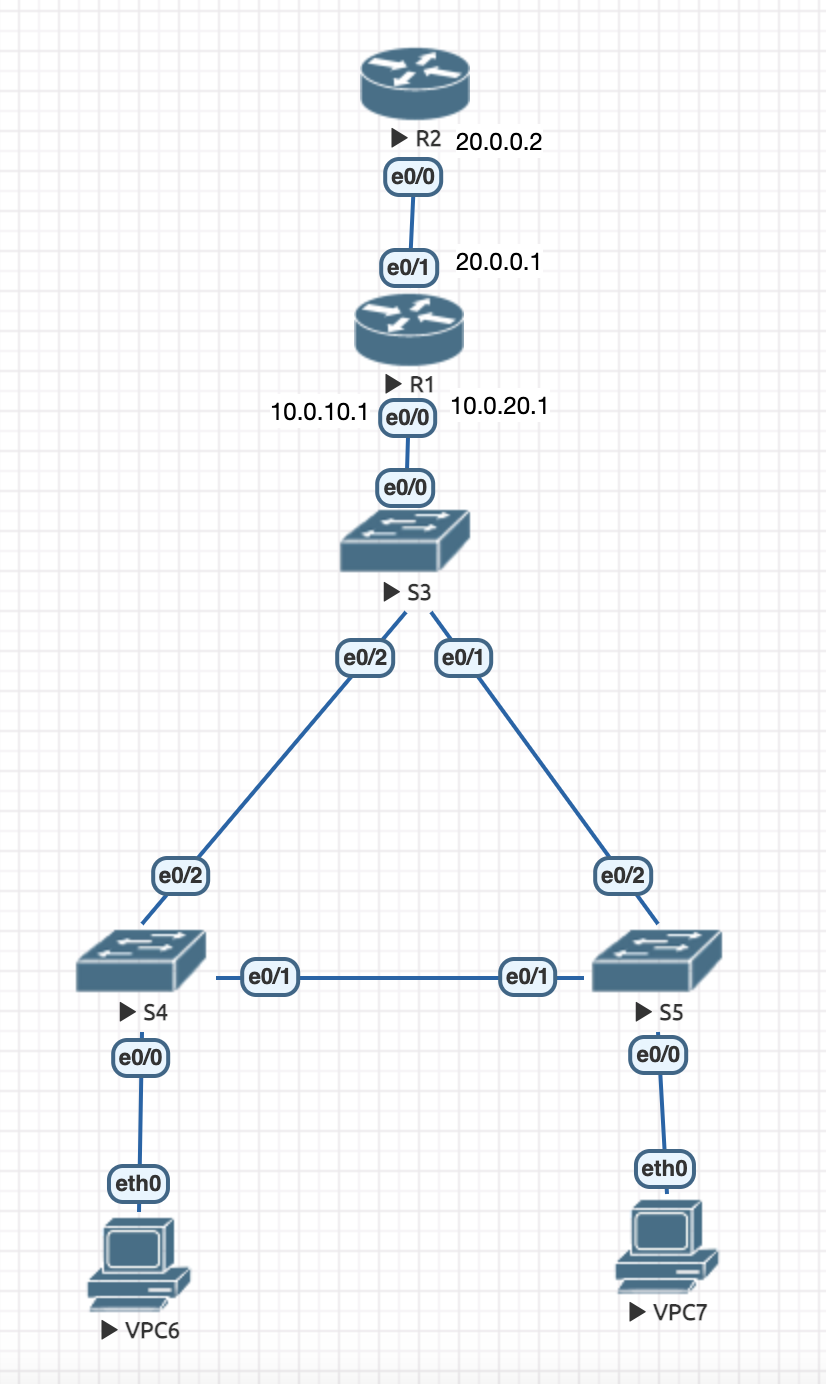 R2 20.0.0.2
e0/0
e0/1 20.0.0.1
R1
10.0.10.1 e0/0 10.0.20.1
e0/0
S3
e0/2 e0/1
e0/2 e0/2
e0/1 e0/1
S4 S5
e0/0 e0/0
eth0 eth0
VPC6 VPC7